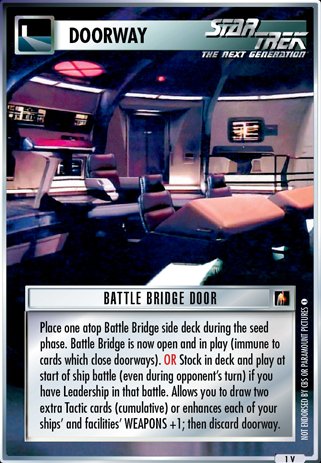 DOORWAY
STAR TREK
THE NEXT GENERATION
BATTLE BRIDGE DOOR
Place one atop Battle Bridge side deck during the seed
phase. Battle Bridge is now open and in play (immune to
cards which close doorways). OR Stock in deck and play at
start of ship battle (even during opponent's turn) if you
have Leadership in that battle. Allows you to draw two
extra Tactic cards (cumulative) or enhances each of your
ships' and facilities' WEAPONS +1; then discard doorway.
NOT ENDORSED BY CBS OR PARAMOUNT PICTURES
1 V